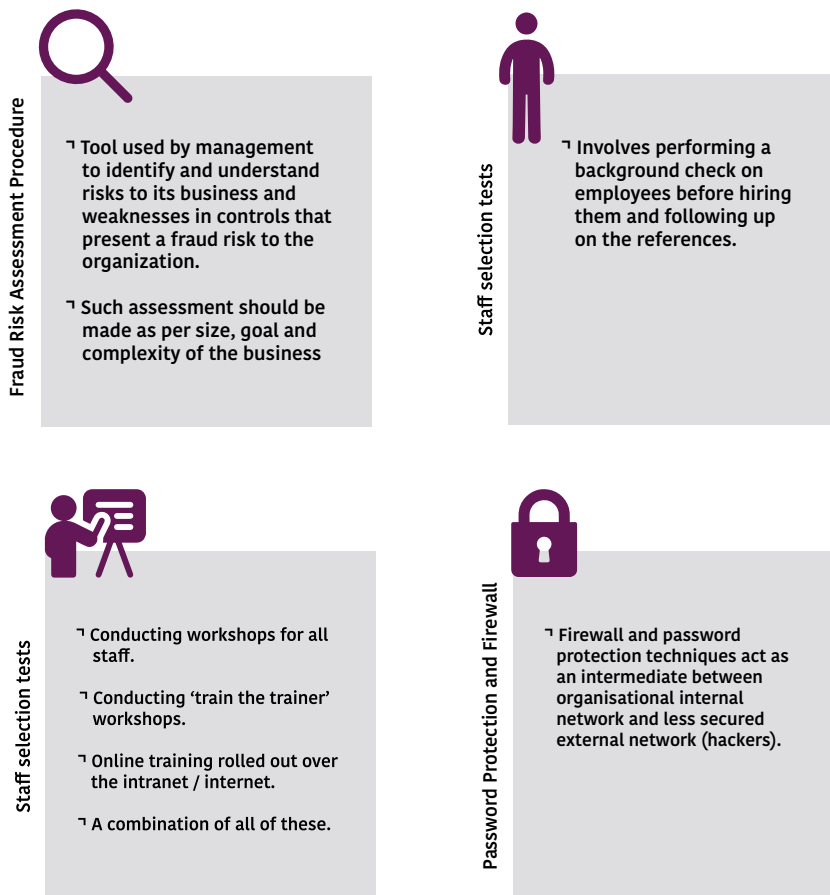 Fraud Risk Assessment Procedure
⌝ Tool used by management
to identify and understand
risks to its business and
weaknesses in controls that
present a fraud risk to the
organization.
⌝ Such assessment should be
made as per size, goal and
complexity of the business
Staff selection tests
⌝ Involves performing a
background check on
employees before hiring
them and following up
on the references.
Staff selection tests
⌝ Conducting workshops for all
staff.
⌝ Conducting ‘train the trainer’
workshops.
⌝ Online training rolled out over
the intranet / internet.
⌝ A combination of all of these.
Password Protection and Firewall
⌝ Firewall and password
protection techniques act as
an intermediate between
organisational internal
network and less secured
external network (hackers).